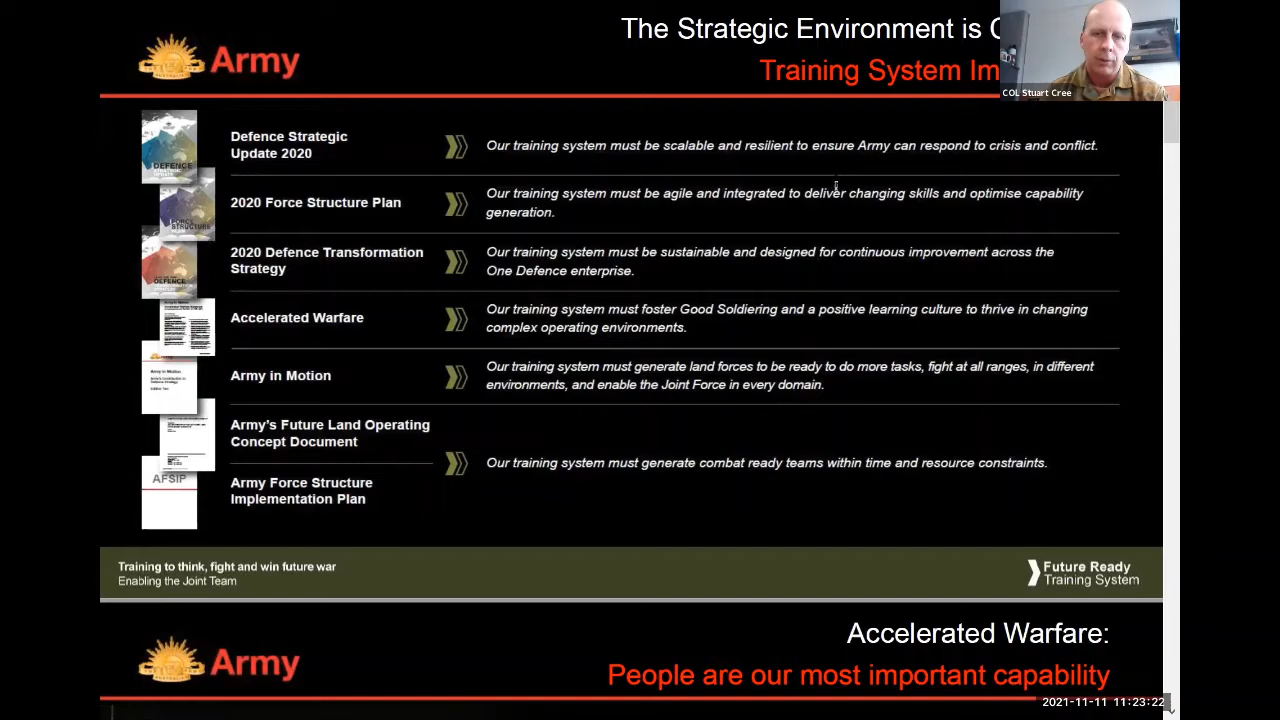 The Strategic Environment is C
Army
Training System Im
COL Stuart Cree
Defence Strategic
Update 2020
Our training system must be scalable and resilient to ensure Army can respond to crisis and conflict.
DEFENCE
2020 Force Structure Plan
Our training system must be agile and integrated to deliver changing skills and optimise capability
generation.
FORCE
STRUCTURE
2020 Defence Transformation
Strategy
Our training system must be sustainable and designed for continuous improvement across the
One Defence enterprise.
DEFENCE
Accelerated Warfare
Our training system must foster Good Soldiering and a positive learning culture to thrive in changing
complex operating environments.
Army in Motion
Army in Motion
Our training system must generate land forces to be ready to diverse tasks, fight at all ranges, in different
environments, and enable the Joint Force in every domain.
Army's Future Land Operating
Concept Document
Our training system must generate combat ready teams within time and resource constraints.
AFSIP
Army Force Structure
Implementation Plan
Training to think, fight and win future war
Enabling the Joint Team
Future Ready
Training System
Accelerated Warfare:
Army
People are our most important capability
2021-11-11 11:23:22